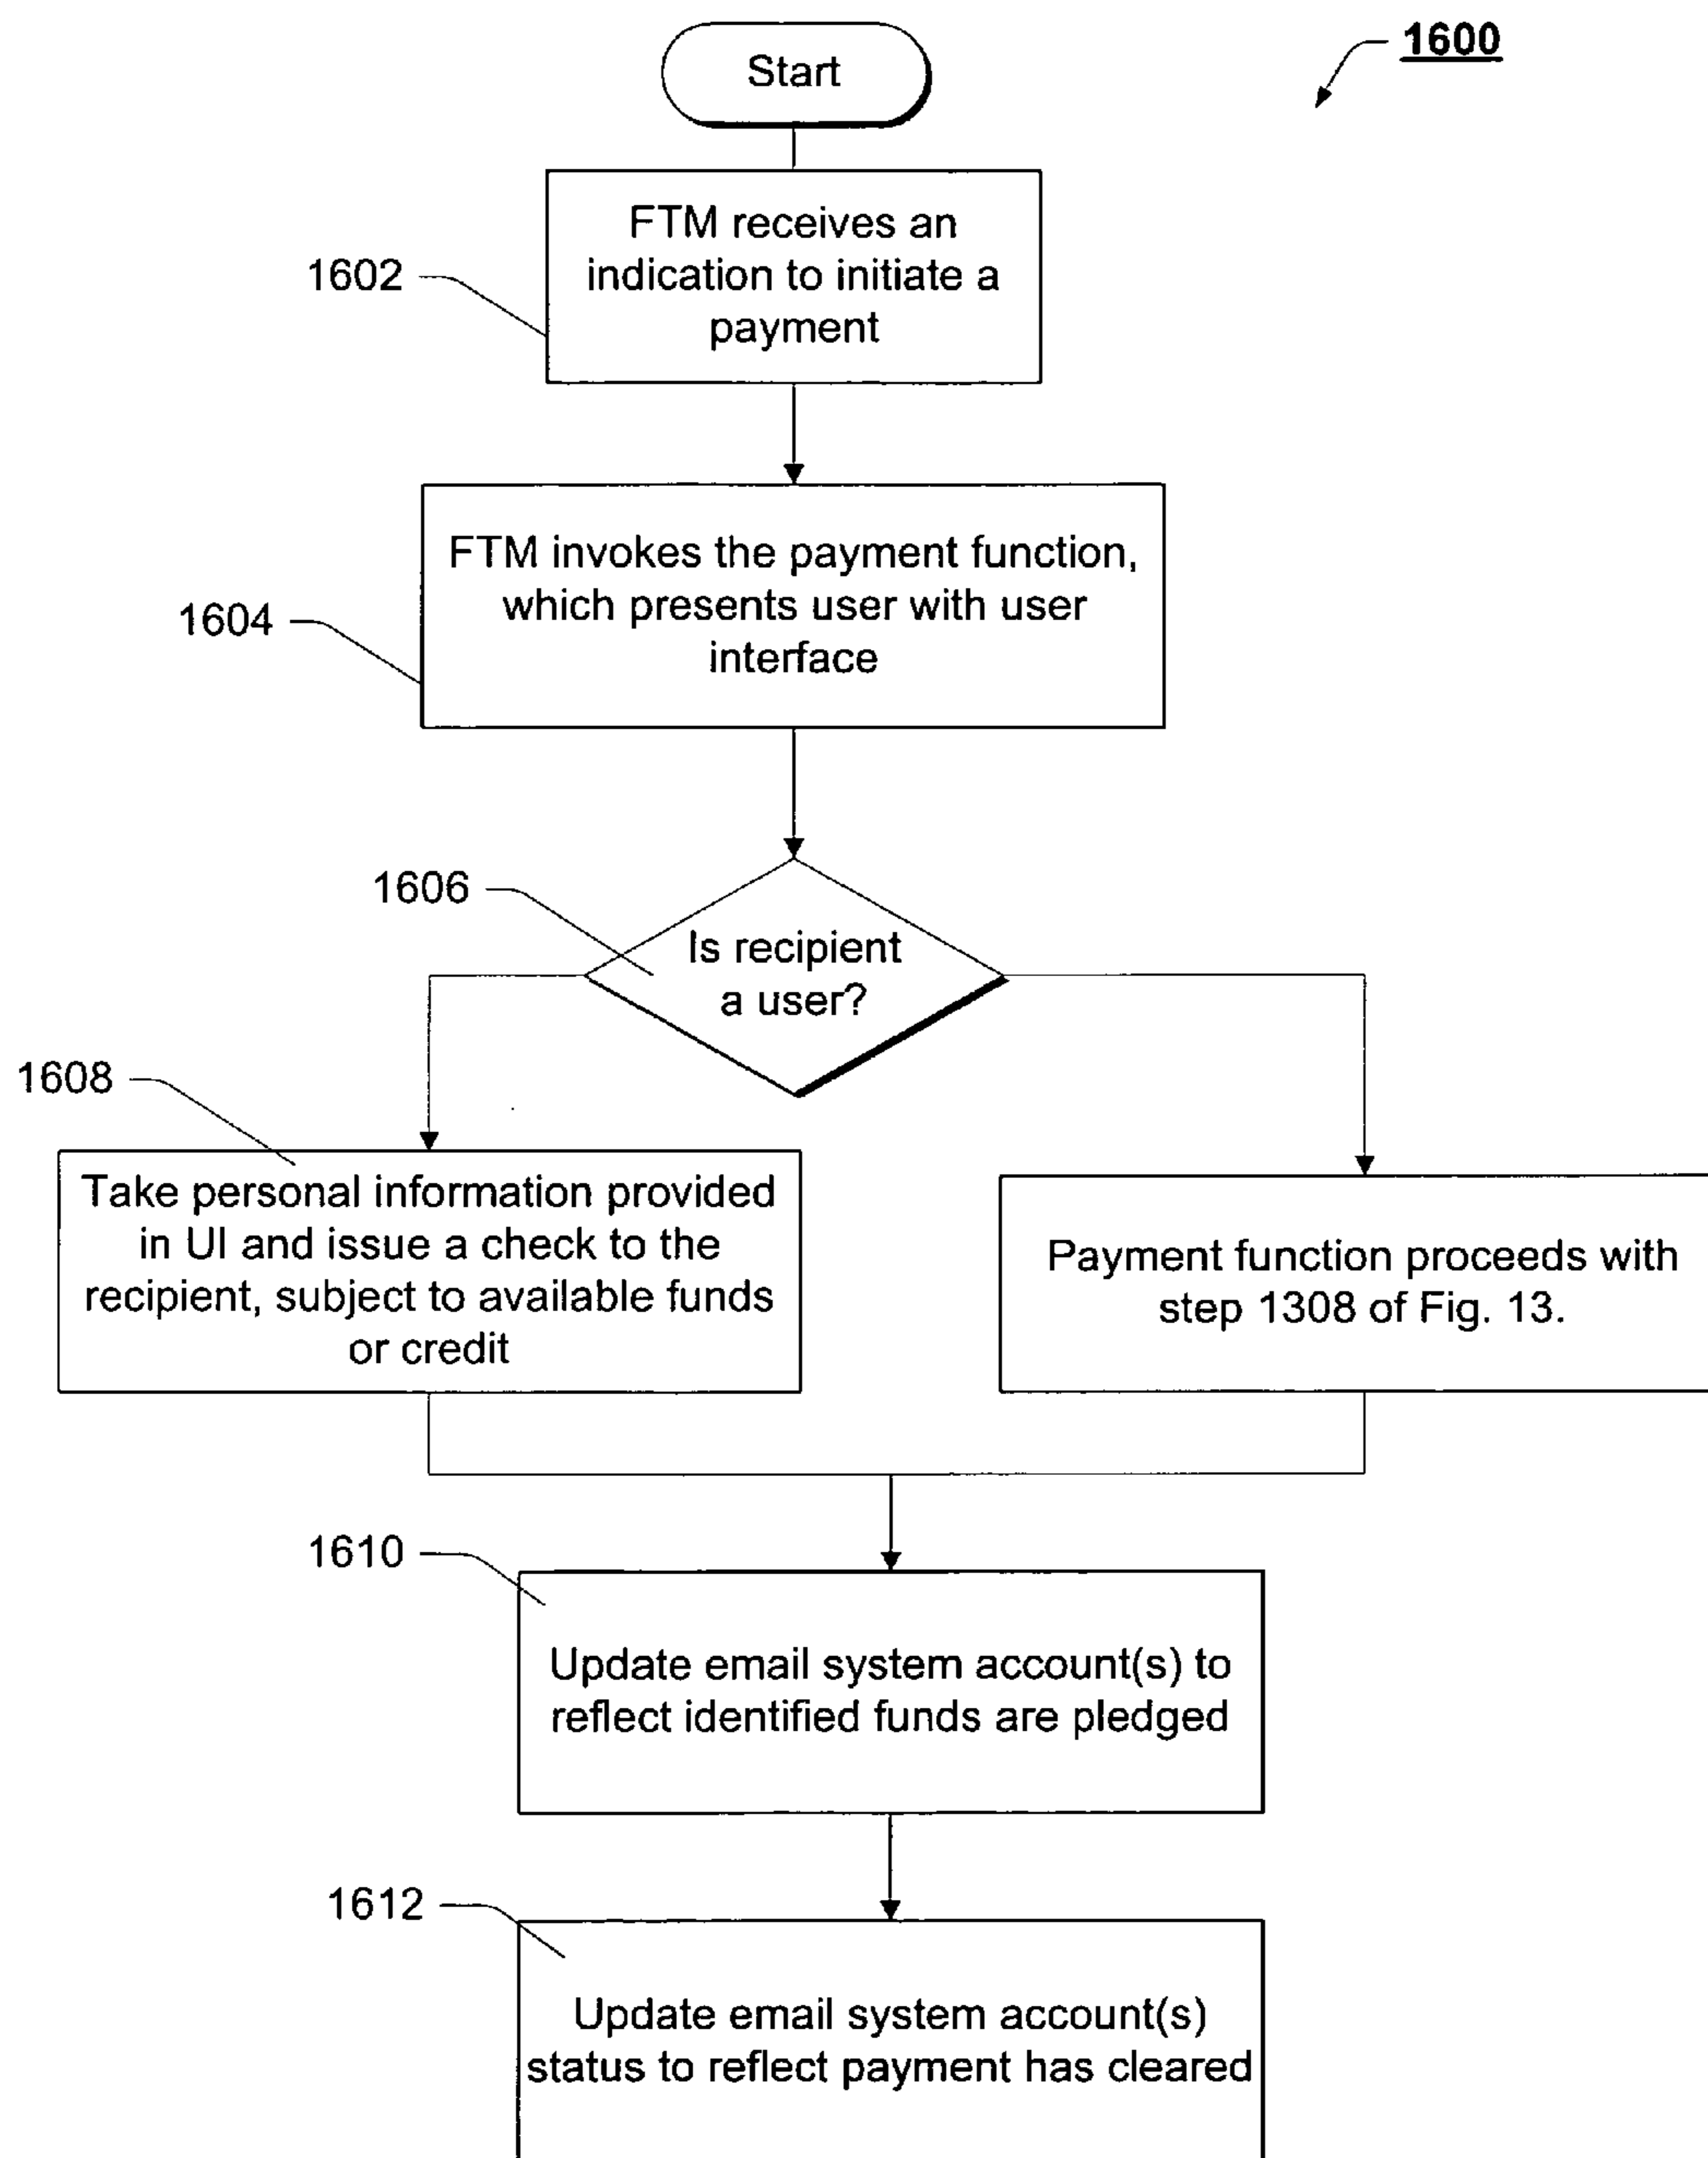 1600
Start
1602
FTM receives an
indication to initiate a
payment
1604
FTM invokes the payment function,
which presents user with user
interface
1606
Is recipient
a user?
1608
Take personal information provided
in UI and issue a check to the
recipient, subject to available funds
or credit
Payment function proceeds with
step 1308 of Fig. 13.
1610
Update email system account(s) to
reflect identified funds are pledged
1612
Update email system account(s)
status to reflect payment has cleared